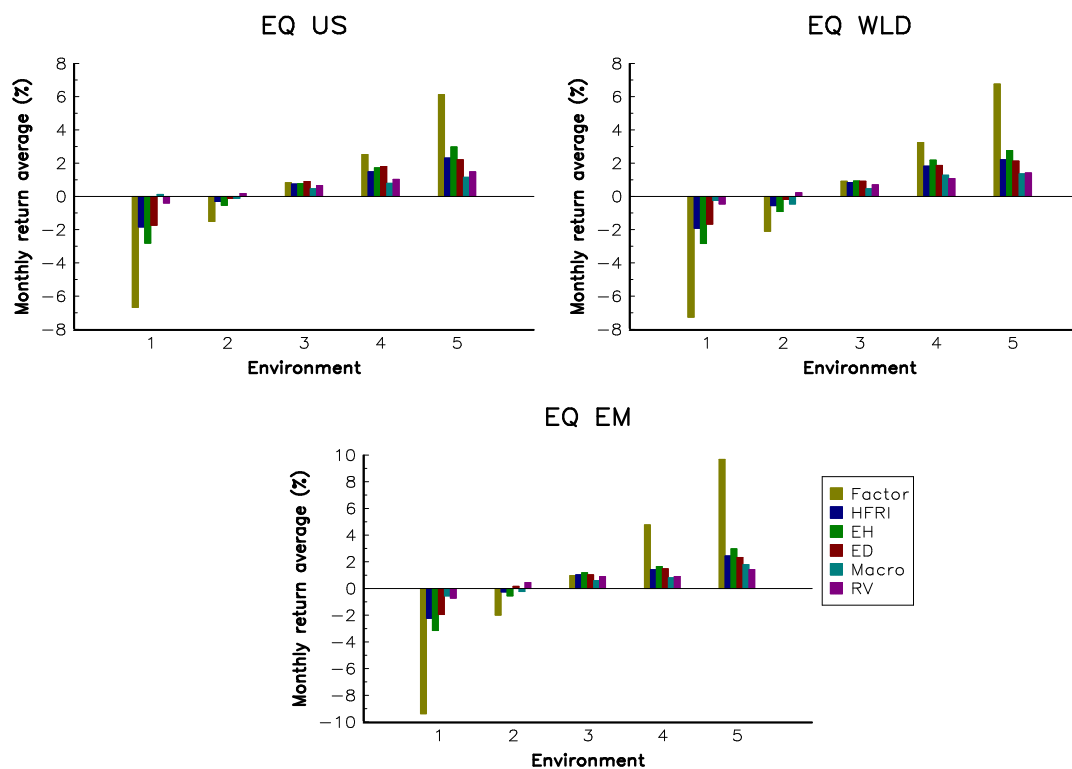 EQ US
Monthly return average (%)
8
6
4
2
0
−2
−4
−6
−8
1 2 3 4 5
Environment
EQ WLD
Monthly return average (%)
8
6
4
2
0
−2
−4
−6
−8
1 2 3 4 5
Environment
EQ EM
Monthly return average (%)
10
8
6
4
2
0
−2
−4
−6
−8
−10
1 2 3 4 5
Environment
Factor
HFRI
EH
ED
Macro
RV